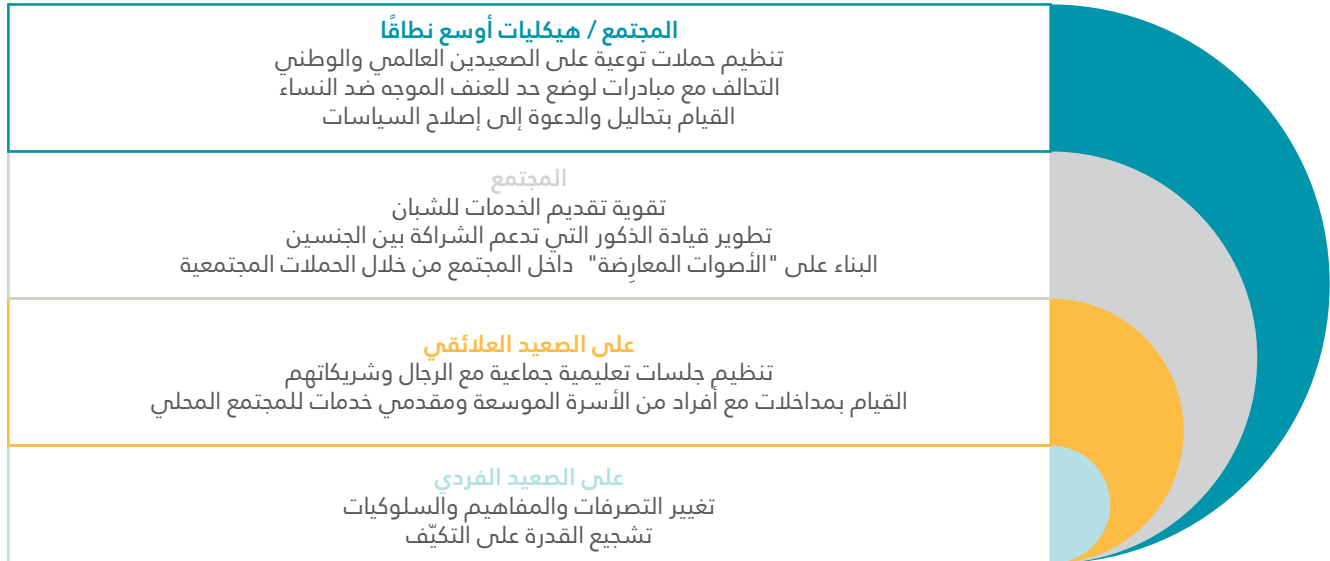 المجتمع / هيكليات أوسع نطاقًا
تنظيم حملات توعية على الصعيدين العالمي والوطني
التحالف مع مبادرات لوضع حد للعنف الموجه ضد النساء
القيام بتحاليل والدعوة إلى إصلاح السياسات
المجتمع
تقوية تقديم الخدمات للشبان
تطوير قيادة الذكور التي تدعم الشراكة بين الجنسين
البناء على "الأصوات المعارِضة" داخل المجتمع من خلال الحملات المجتمعية
على الصعيد العلائقي
تنظيم جلسات تعليمية جماعية مع الرجال وشريكاتهم
القيام بمداخلات مع أفراد من الأسرة الموسعة ومقدمي خدمات للمجتمع المحلي
على الصعيد الفردي
تغيير التصرفات والمفاهيم والسلوكيات
تشجيع القدرة على التكيّف